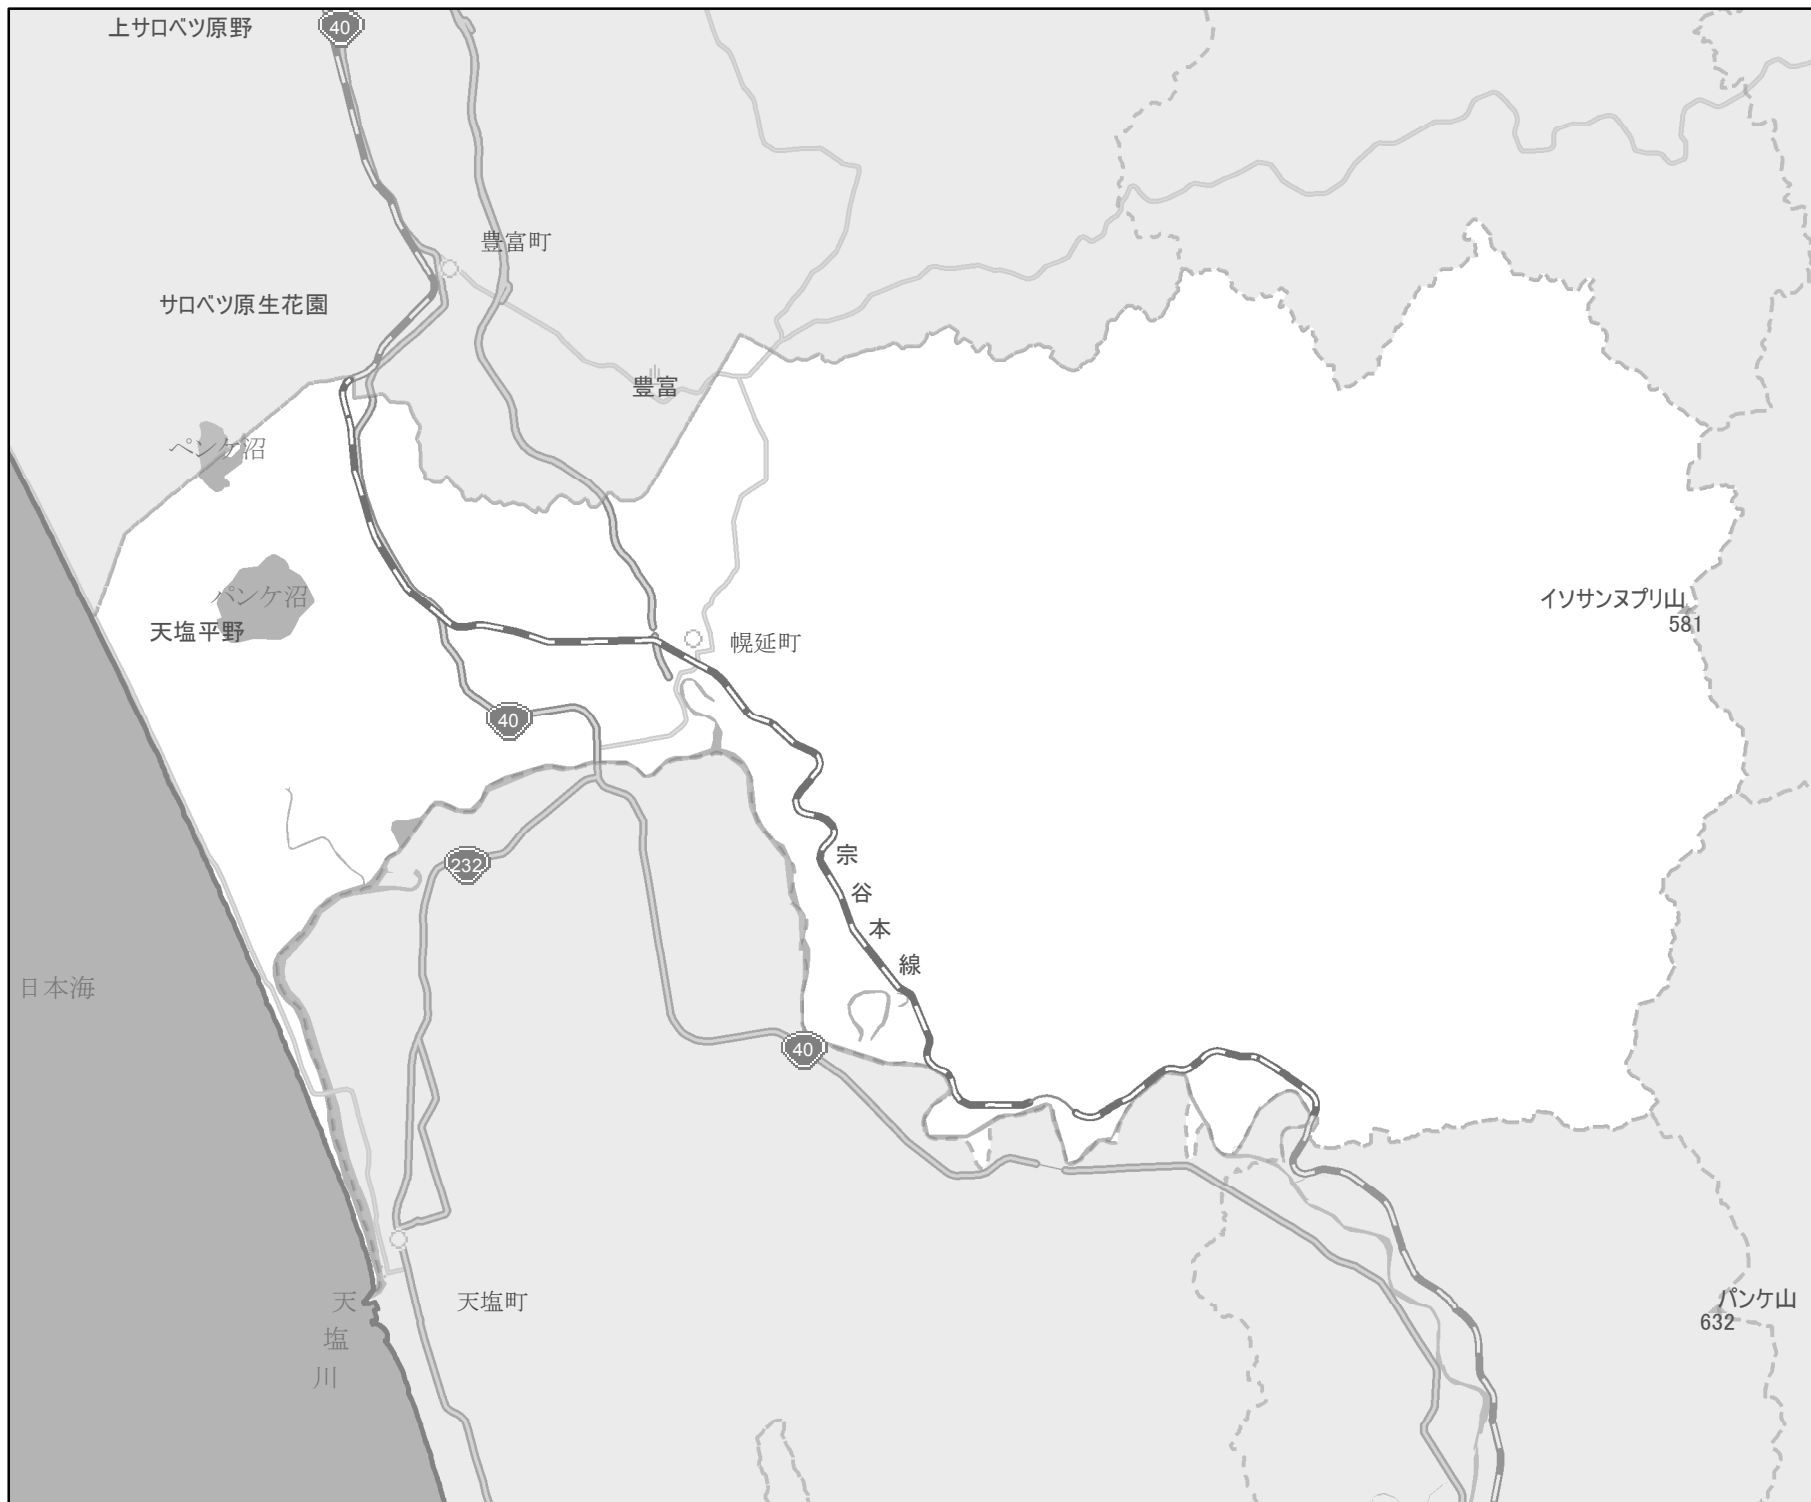 上サロベツ原野
40
豊富町
サロベツ原生花園
豊富
ペンケ沼
パンケ沼
天塩平野
イソサンヌプリ山
581
幌延町
40
232
宗谷本線
日本海
40
天塩町
天塩川
パンケ山
632